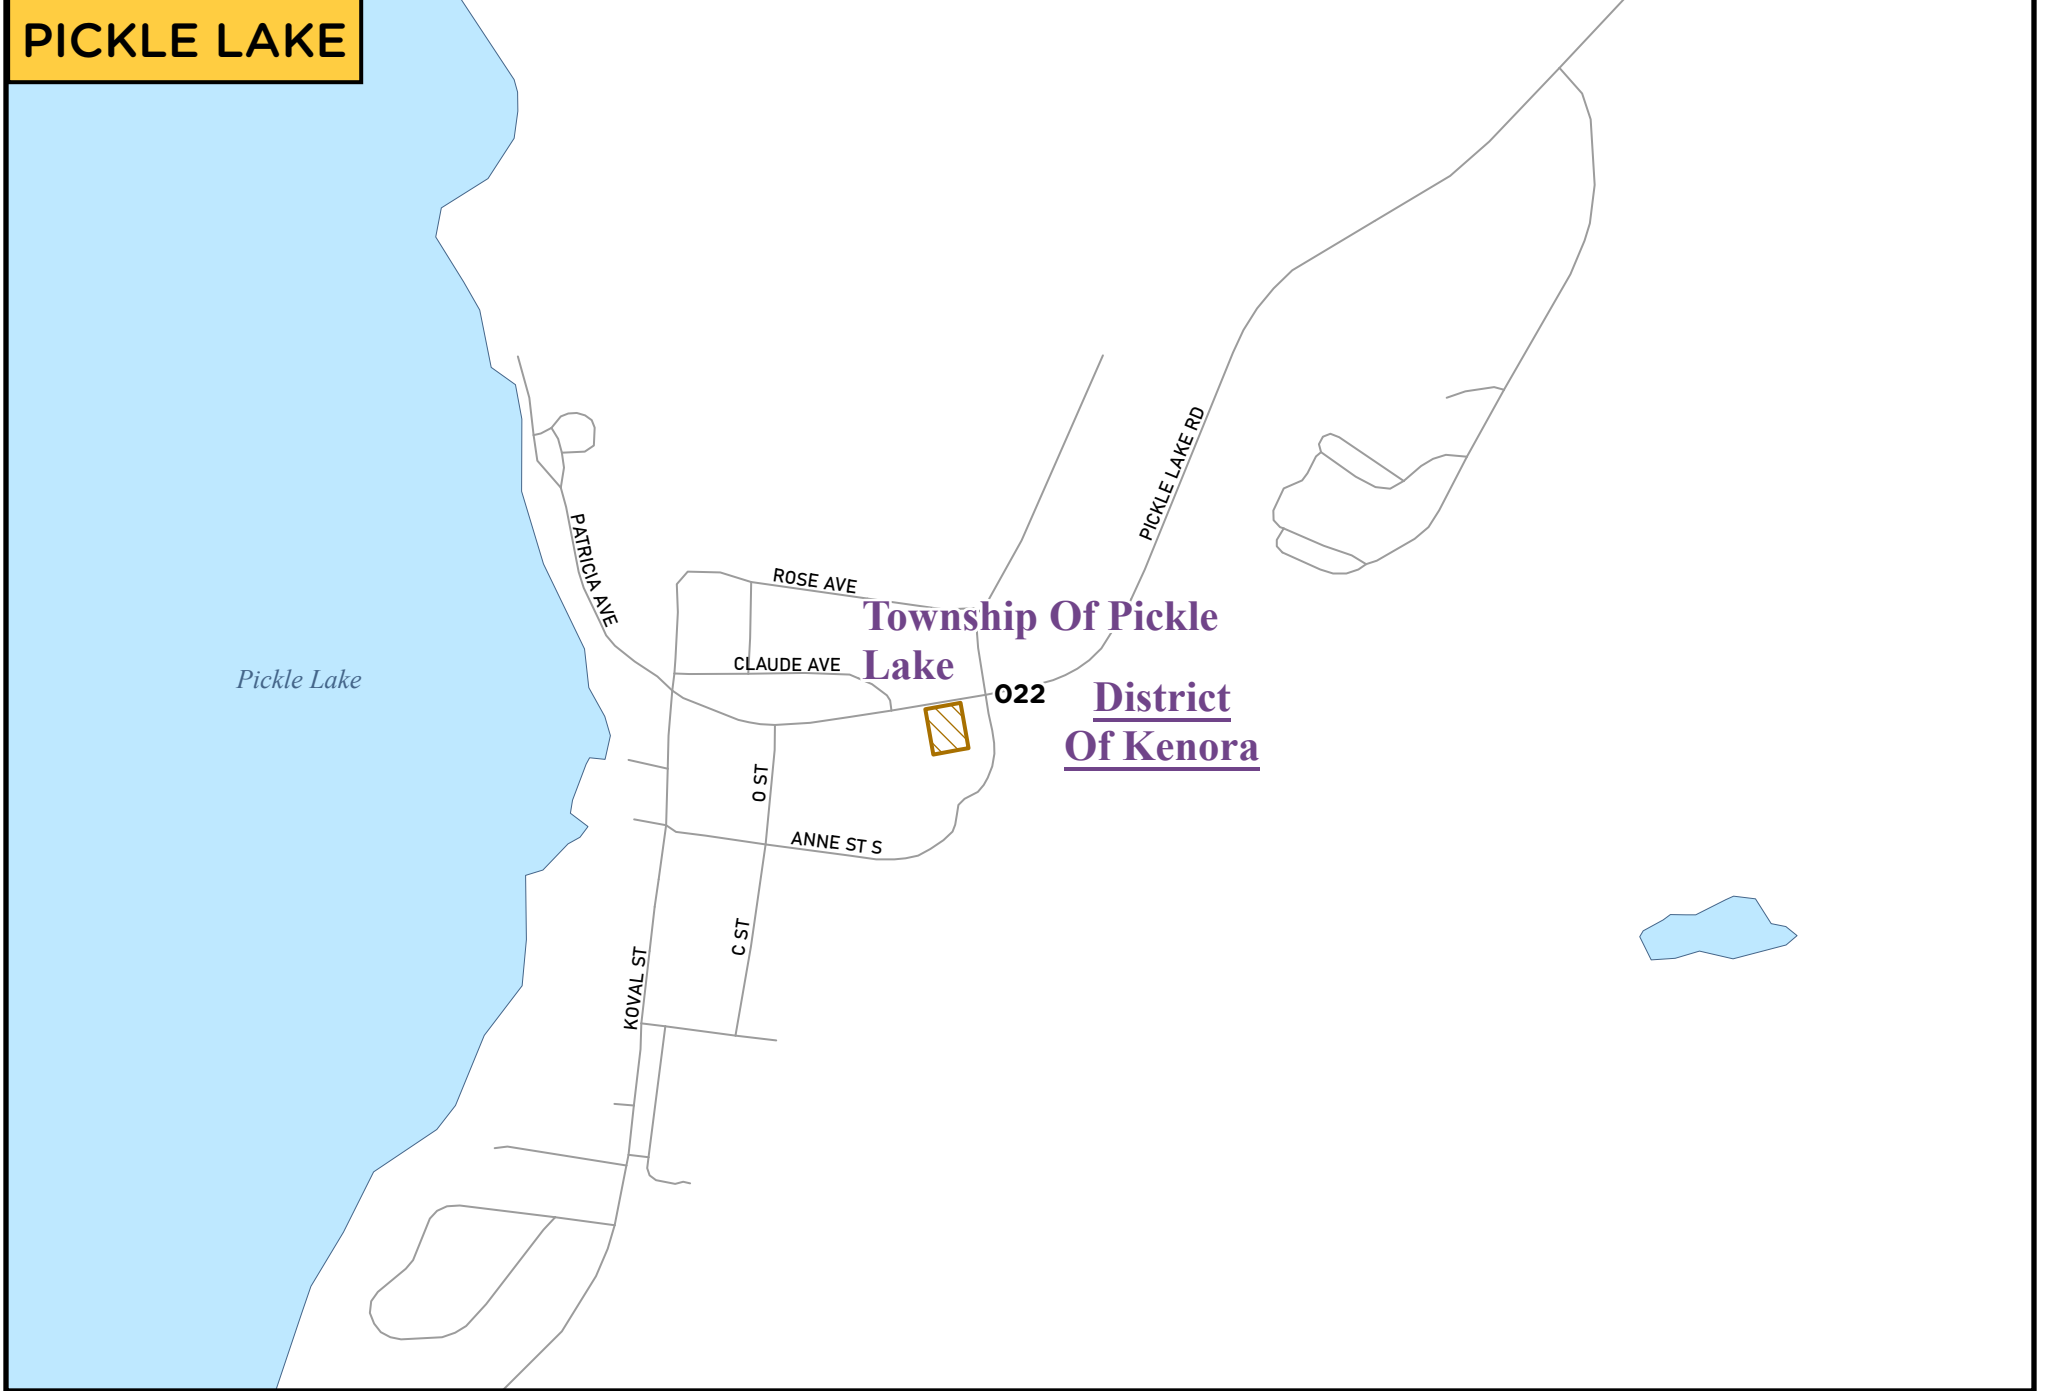 PICKLE LAKE
PICKLE LAKE RD
PATRICIA AVE
ROSE AVE
Township Of Pickle
Lake
CLAUDE AVE
Pickle Lake
022
District
Of Kenora
O ST
ANNE ST S
C ST
KOVAL ST